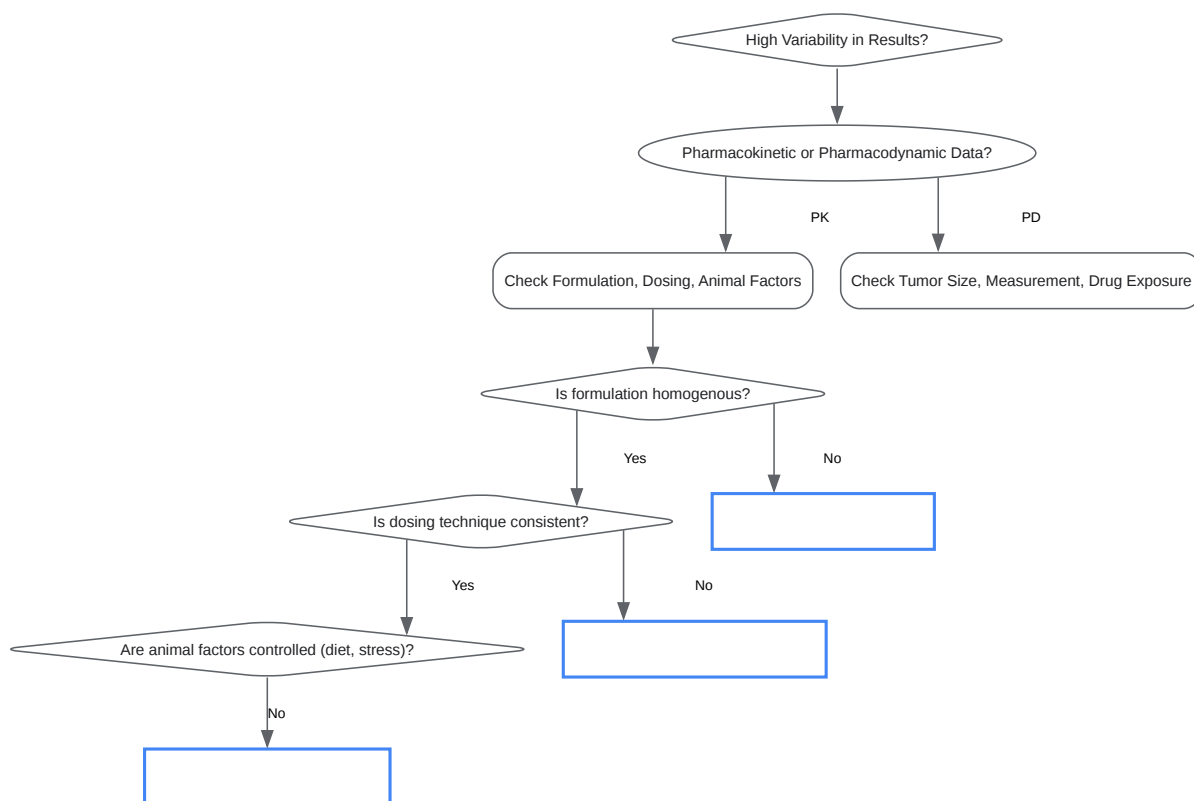 High Variability in Results?
Pharmacokinetic or Pharmacodynamic Data?
PK
PD
Check Formulation, Dosing, Animal Factors
Check Tumor Size, Measurement, Drug Exposure
Is formulation homogenous?
Yes
No
Is dosing technique consistent?
Yes
No
Are animal factors controlled (diet, stress)?
No